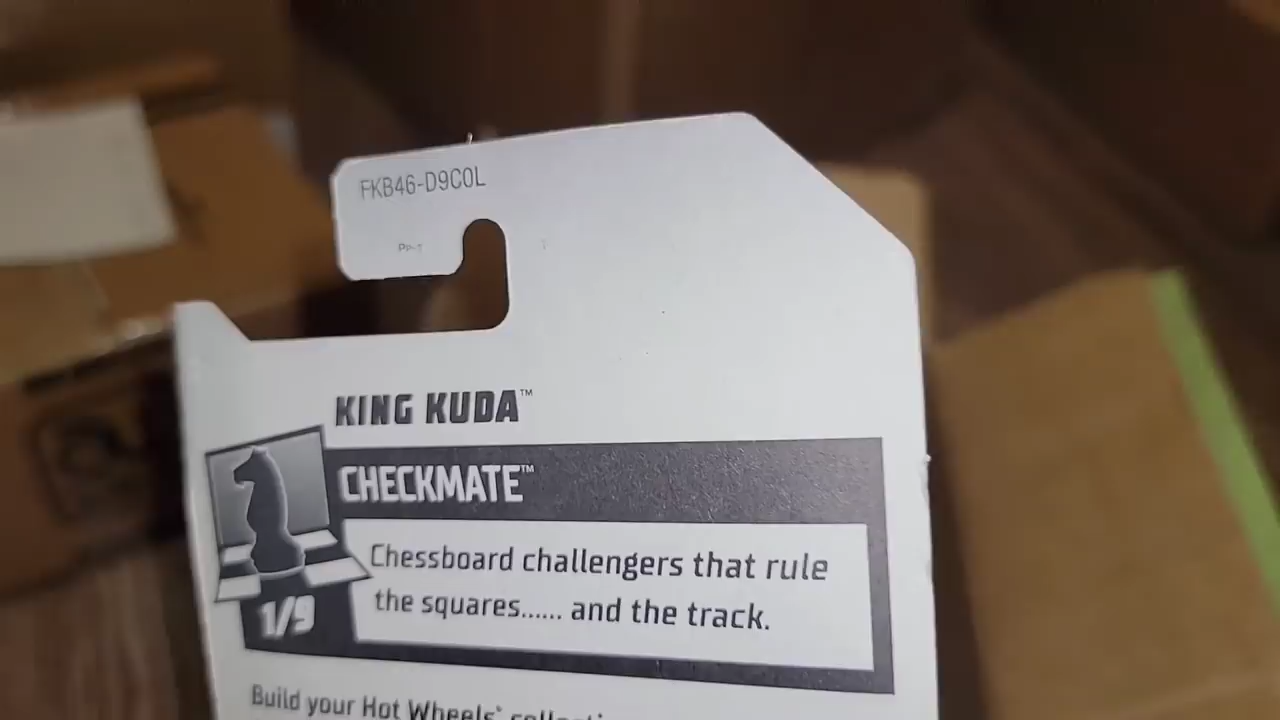 FKB46-D9C0L
KING KUDA™
CHECKMATE™
Chessboard challengers that rule
the squares...... and the track.
1/9
Build your Hot Wheels®